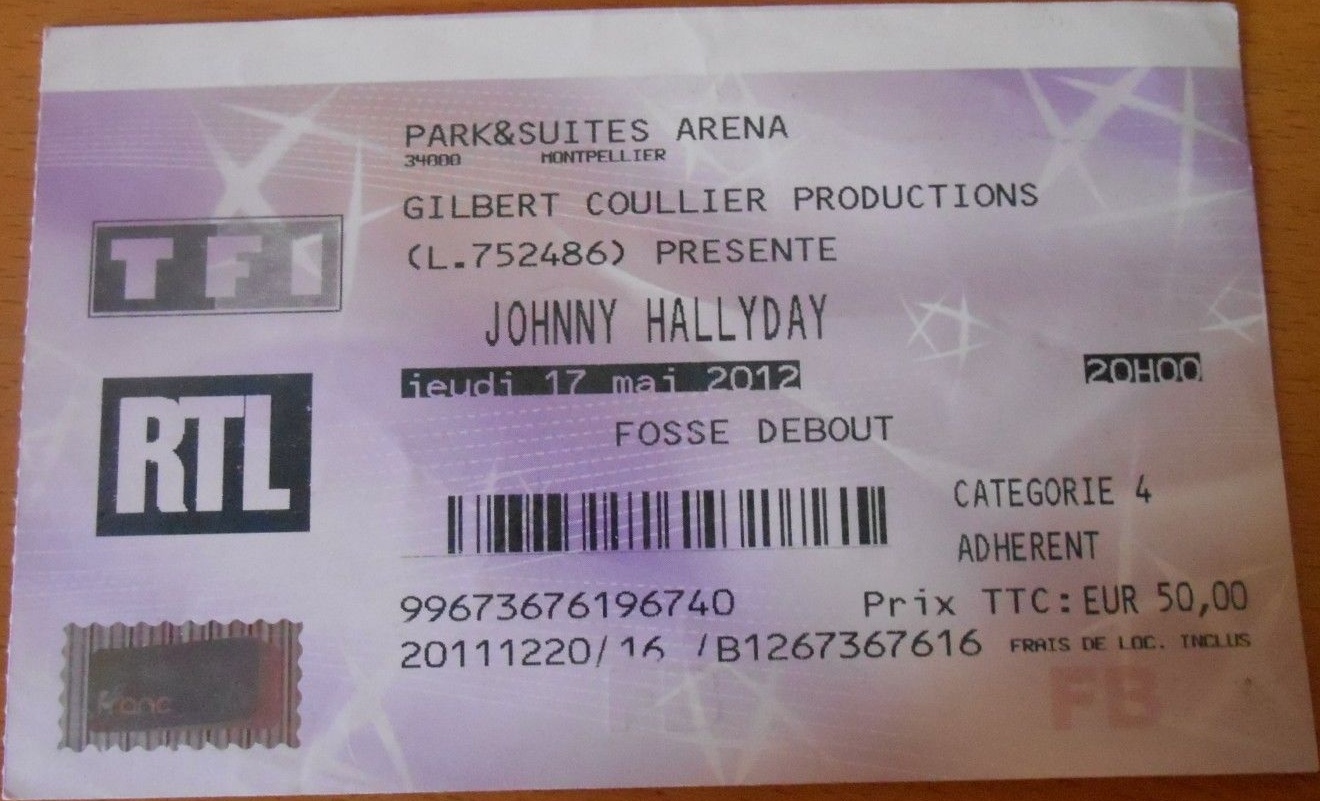 PARK&SUITES ARENA
34000 MONTPELLIER
GILBERT COULLIER PRODUCTIONS
(L.752486) PRESENTE
JOHNNY HALLYDAY
jeudi 17 mai 2012 20H00
FOSSE DEBOUT
CATEGORIE 4
ADHERENT
99673676196740 Prix TTC: EUR 50,00
20111220/ 16 /B1267367616 FRAIS DE LOC. INCLUS
FB
TF1
RTL